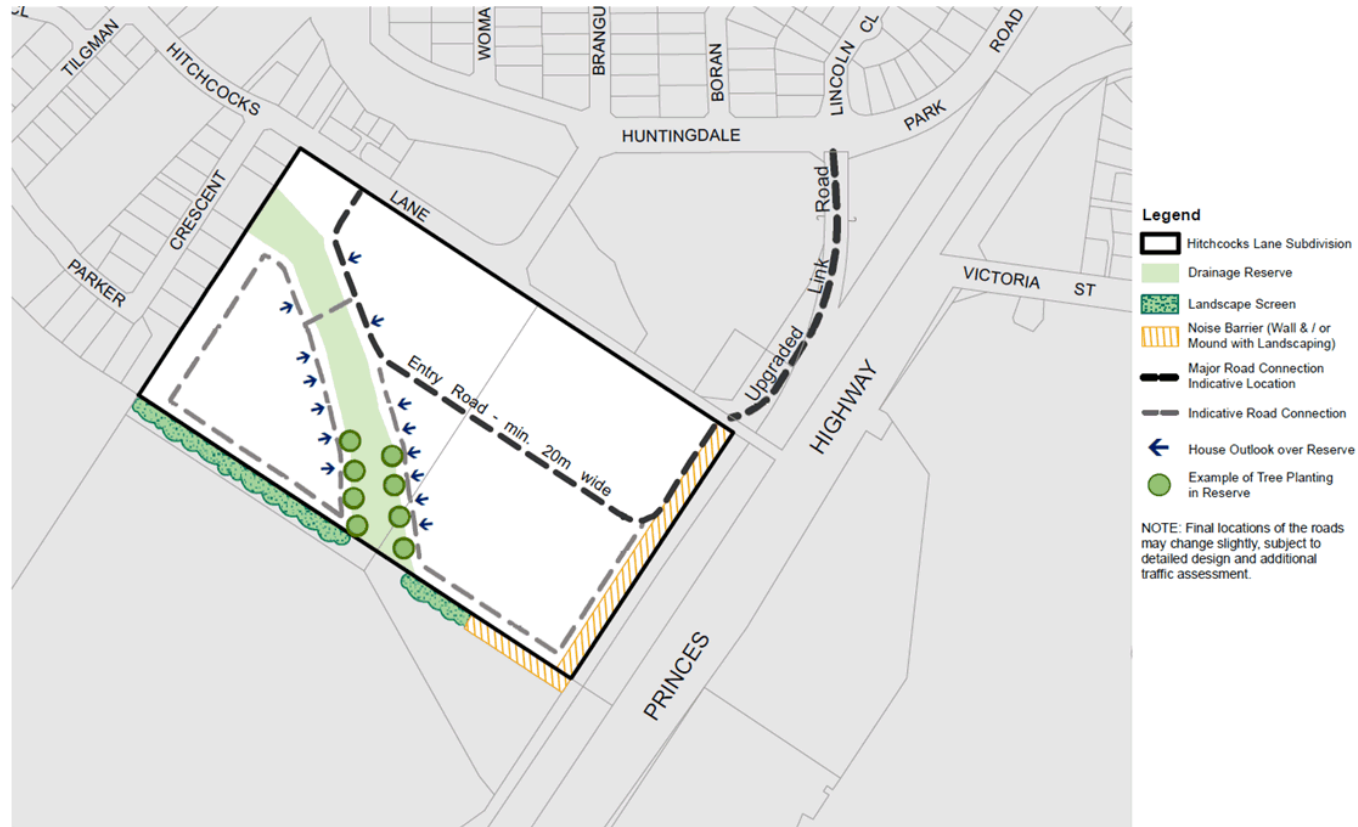 CL
TILGMAN
HITCHCOCKS
WOMA
BRANGU
BORAN
LINCOLN CL
ROAD
PARK
HUNTINGDALE
CRESCENT
LANE
PARKER
VICTORIA ST
Upgraded Link Road
Entry Road - min. 20m wide
HIGHWAY
PRINCES
Legend
Hitchcocks Lane Subdivision
Drainage Reserve
Landscape Screen
Noise Barrier (Wall & / or
Mound with Landscaping)
Major Road Connection
Indicative Location
Indicative Road Connection
House Outlook over Reserve
Example of Tree Planting
in Reserve
NOTE: Final locations of the roads
may change slightly, subject to
detailed design and additional
traffic assessment.